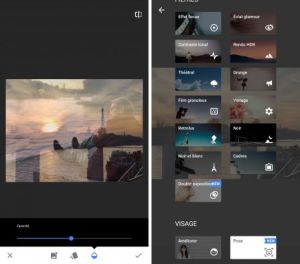 Opacité
FILTRES
Effet focus
Éclat glamour
Contraste tonal
Rendu HDR
Théâtral
Grunge
Film granuleux
Vintage
Rétrolux
Noir
Noir et Blanc
Cadres
Double exposition
NEW
VISAGE
Améliorer
Pose
NEW